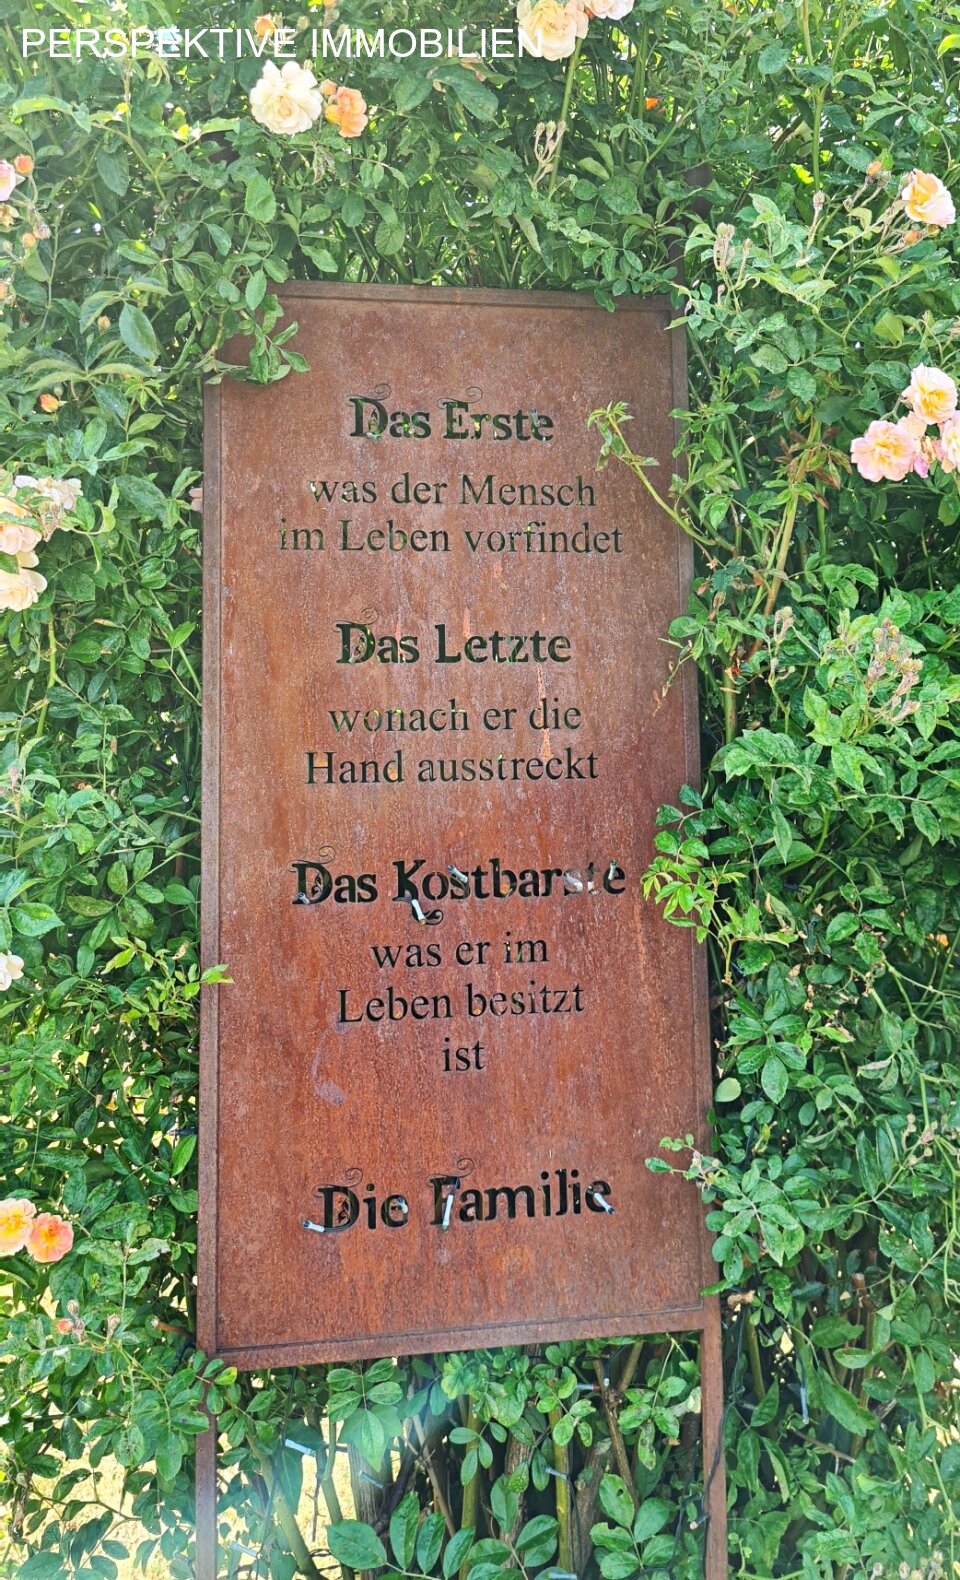 PERSPEKTIVE IMMOBILIEN
Das Erste
was der Mensch
im Leben vorfindet
Das Letzte
wonach er die
Hand ausstreckt
Das Kostbarste
was er im
Leben besitzt
ist
Die Familie